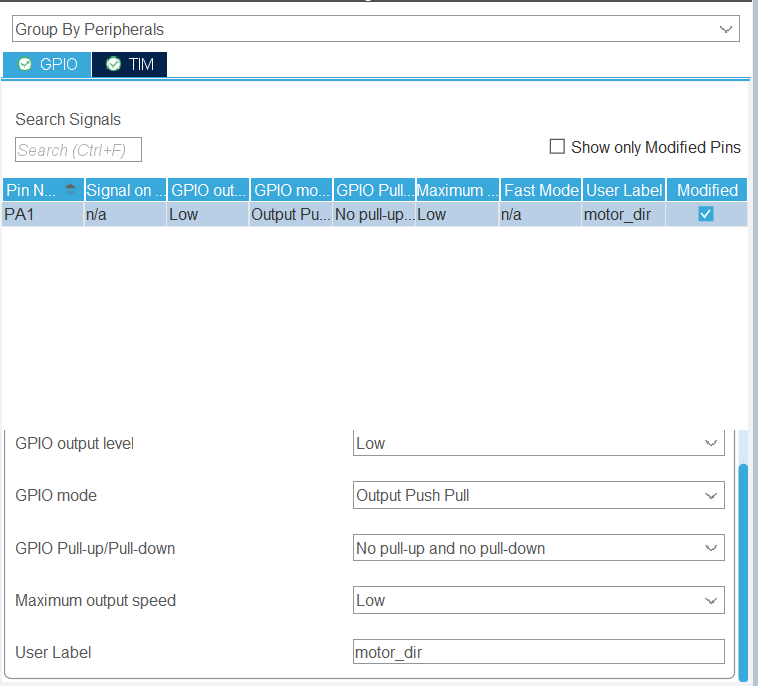 Group By Peripherals
GPIO TIM
Search Signals
Search (Ctrl+F)
Show only Modified Pins
Pin N... Signal on ... GPIO out... GPIO mo... GPIO Pull... Maximum ... Fast Mode User Label Modified
PA1 n/a Low Output Pu... No pull-up... Low n/a motor_dir
GPIO output level Low
GPIO mode Output Push Pull
GPIO Pull-up/Pull-down No pull-up and no pull-down
Maximum output speed Low
User Label motor_dir